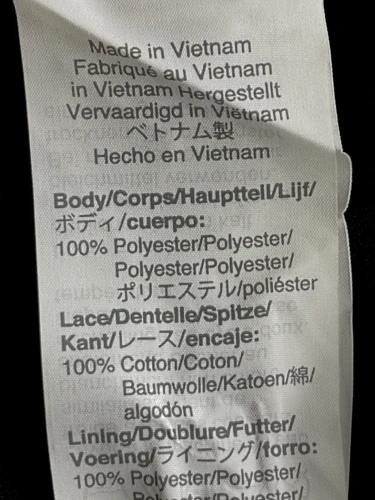 Made in Vietnam
Fabriqué au Vietnam
in Vietnam Hergestellt
Vervaardigd in Vietnam
ベトナム製
Hecho en Vietnam
Body/Corps/Hauptteil/Lijf/
ボディ/cuerpo:
100% Polyester/Polyester/
Polyester/Polyester/
ポリエステル/poliéster
Lace/Dentelle/Spitze/
Kant/レース/encaje:
100% Cotton/Coton/
Baumwolle/Katoen/綿/
algodón
Lining/Doublure/Futter/
Voering/ライニング/forro:
100% Polyester/Polyester/
Polyester/Polyester/